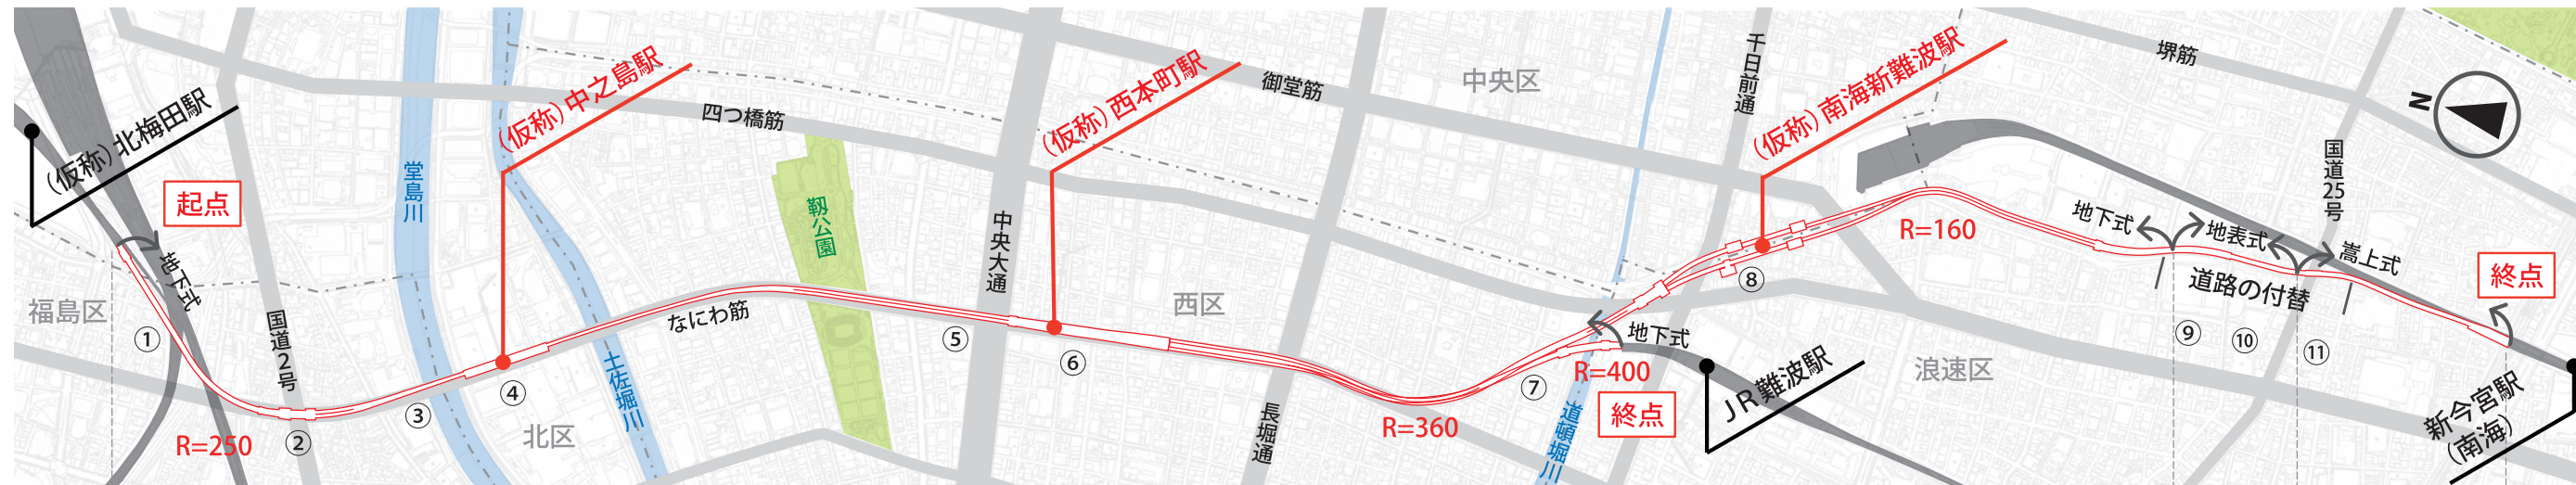 (仮称)北梅田駅
起点
地下式
福島区
①
R=250
国道2号
②
堂島川
③
(仮称)中之島駅
④
北区
土佐堀川
四つ橋筋
なにわ筋
靱公園
中央大通
⑤
(仮称)西本町駅
⑥
西区
御堂筋
長堀通
中央区
R=360
⑦
道頓堀川
R=400
終点
地下式
JR難波駅
千日前通
(仮称)南海新難波駅
⑧
R=160
浪速区
堺筋
地下式
地表式
嵩上式
道路の付替
国道25号
⑨
⑩
⑪
終点
新今宮駅
(南海)
N